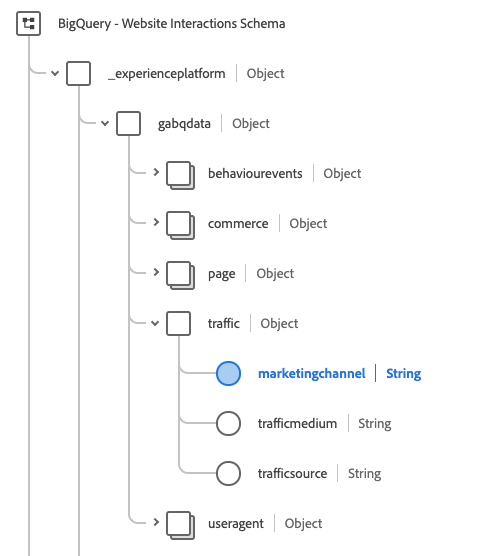 BigQuery - Website Interactions Schema
_experienceplatform | Object
gabqdata | Object
behaviourevents | Object
commerce | Object
page | Object
traffic | Object
marketingchannel | String
trafficmedium | String
trafficsource | String
useragent | Object